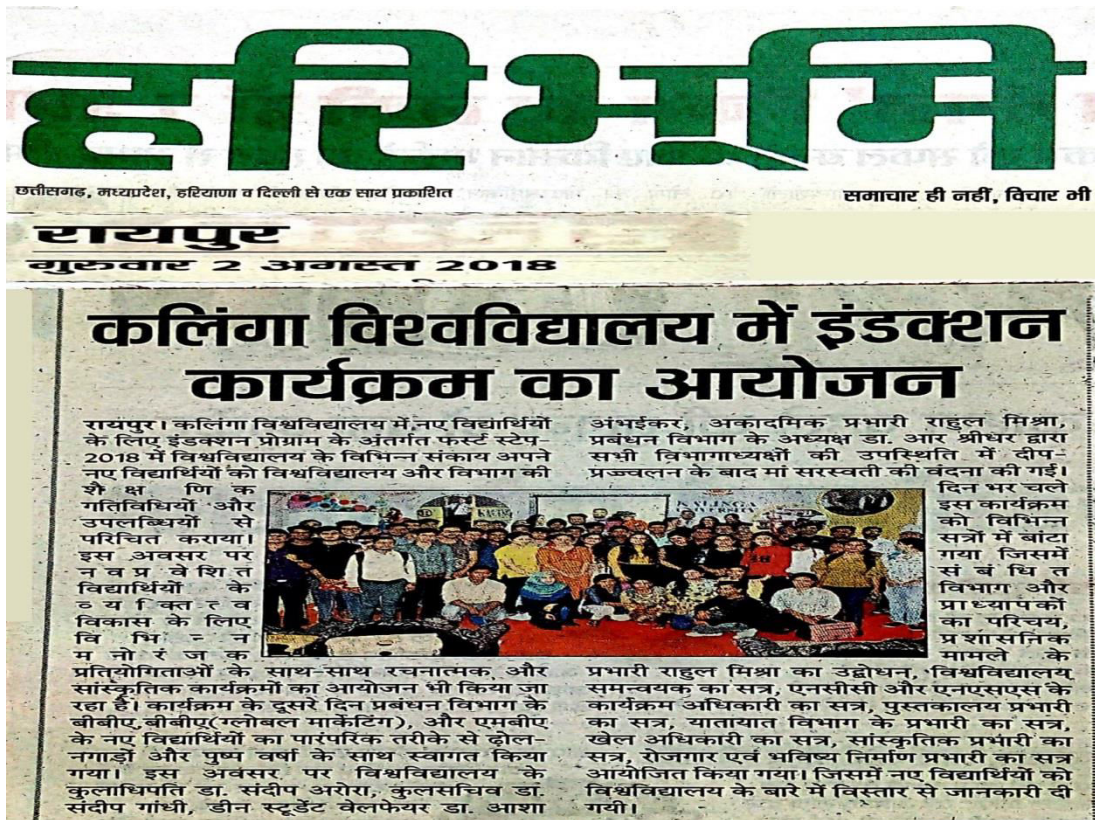 हरिभूमि
छत्तीसगढ़, मध्यप्रदेश, हरियाणा व दिल्ली से एक साथ प्रकाशित
समाचार ही नहीं, विचार भी
रायपुर
गुरुवार 2 अगस्त 2018
कलिंगा विश्वविद्यालय में इंडक्शन
कार्यक्रम का आयोजन
रायपुर। कलिंगा विश्वविद्यालय में नए विद्यार्थियों
के लिए इंडक्शन प्रोग्राम के अंतर्गत फर्स्ट स्टेप-
2018 में विश्वविद्यालय के विभिन्न संकाय अपने
नए विद्यार्थियों को विश्वविद्यालय और विभाग की
शैक्षणिक
गतिविधियों और
उपलब्धियों से
परिचित कराया।
इस अवसर पर
नवप्रवेशित
विद्यार्थियों के
व्यक्तित्व
विकास के लिए
विभिन्न
मनोरंजक
प्रतियोगिताओं के साथ-साथ रचनात्मक और
सांस्कृतिक कार्यक्रमों का आयोजन भी किया जा
रहा है। कार्यक्रम के दूसरे दिन प्रबंधन विभाग के
बीबीए, बीबीए(ग्लोबल मार्केटिंग), और एमबीए
के नए विद्यार्थियों का पारंपरिक तरीके से ढ़ोल-
नगाड़ों और पुष्प वर्षा के साथ स्वागत किया
गया। इस अवसर पर विश्वविद्यालय के
कुलाधिपति डा. संदीप अरोरा, कुलसचिव डा.
संदीप गांधी, डीन स्टूडेंट वेलफेयर डा. आशा
अंभईकर, अकादमिक प्रभारी राहुल मिश्रा,
प्रबंधन विभाग के अध्यक्ष डा. आर श्रीधर द्वारा
सभी विभागाध्यक्षों की उपस्थिति में दीप-
प्रज्ज्वलन के बाद मां सरस्वती की वंदना की गई।
दिन भर चले
इस कार्यक्रम
को विभिन्न
सत्रों में बांटा
गया जिसमें
संबंधित
विभाग और
प्राध्यापकों
का परिचय,
प्रशासनिक
मामले के
प्रभारी राहुल मिश्रा का उद्बोधन, विश्वविद्यालय
समन्वयक का सत्र, एनसीसी और एनएसएस के
कार्यक्रम अधिकारी का सत्र, पुस्तकालय प्रभारी
का सत्र, यातायात विभाग के प्रभारी का सत्र,
खेल अधिकारी का सत्र, सांस्कृतिक प्रभारी का
सत्र, रोजगार एवं भविष्य निर्माण प्रभारी का सत्र
आयोजित किया गया। जिसमें नए विद्यार्थियों को
विश्वविद्यालय के बारे में विस्तार से जानकारी दी
गयी।